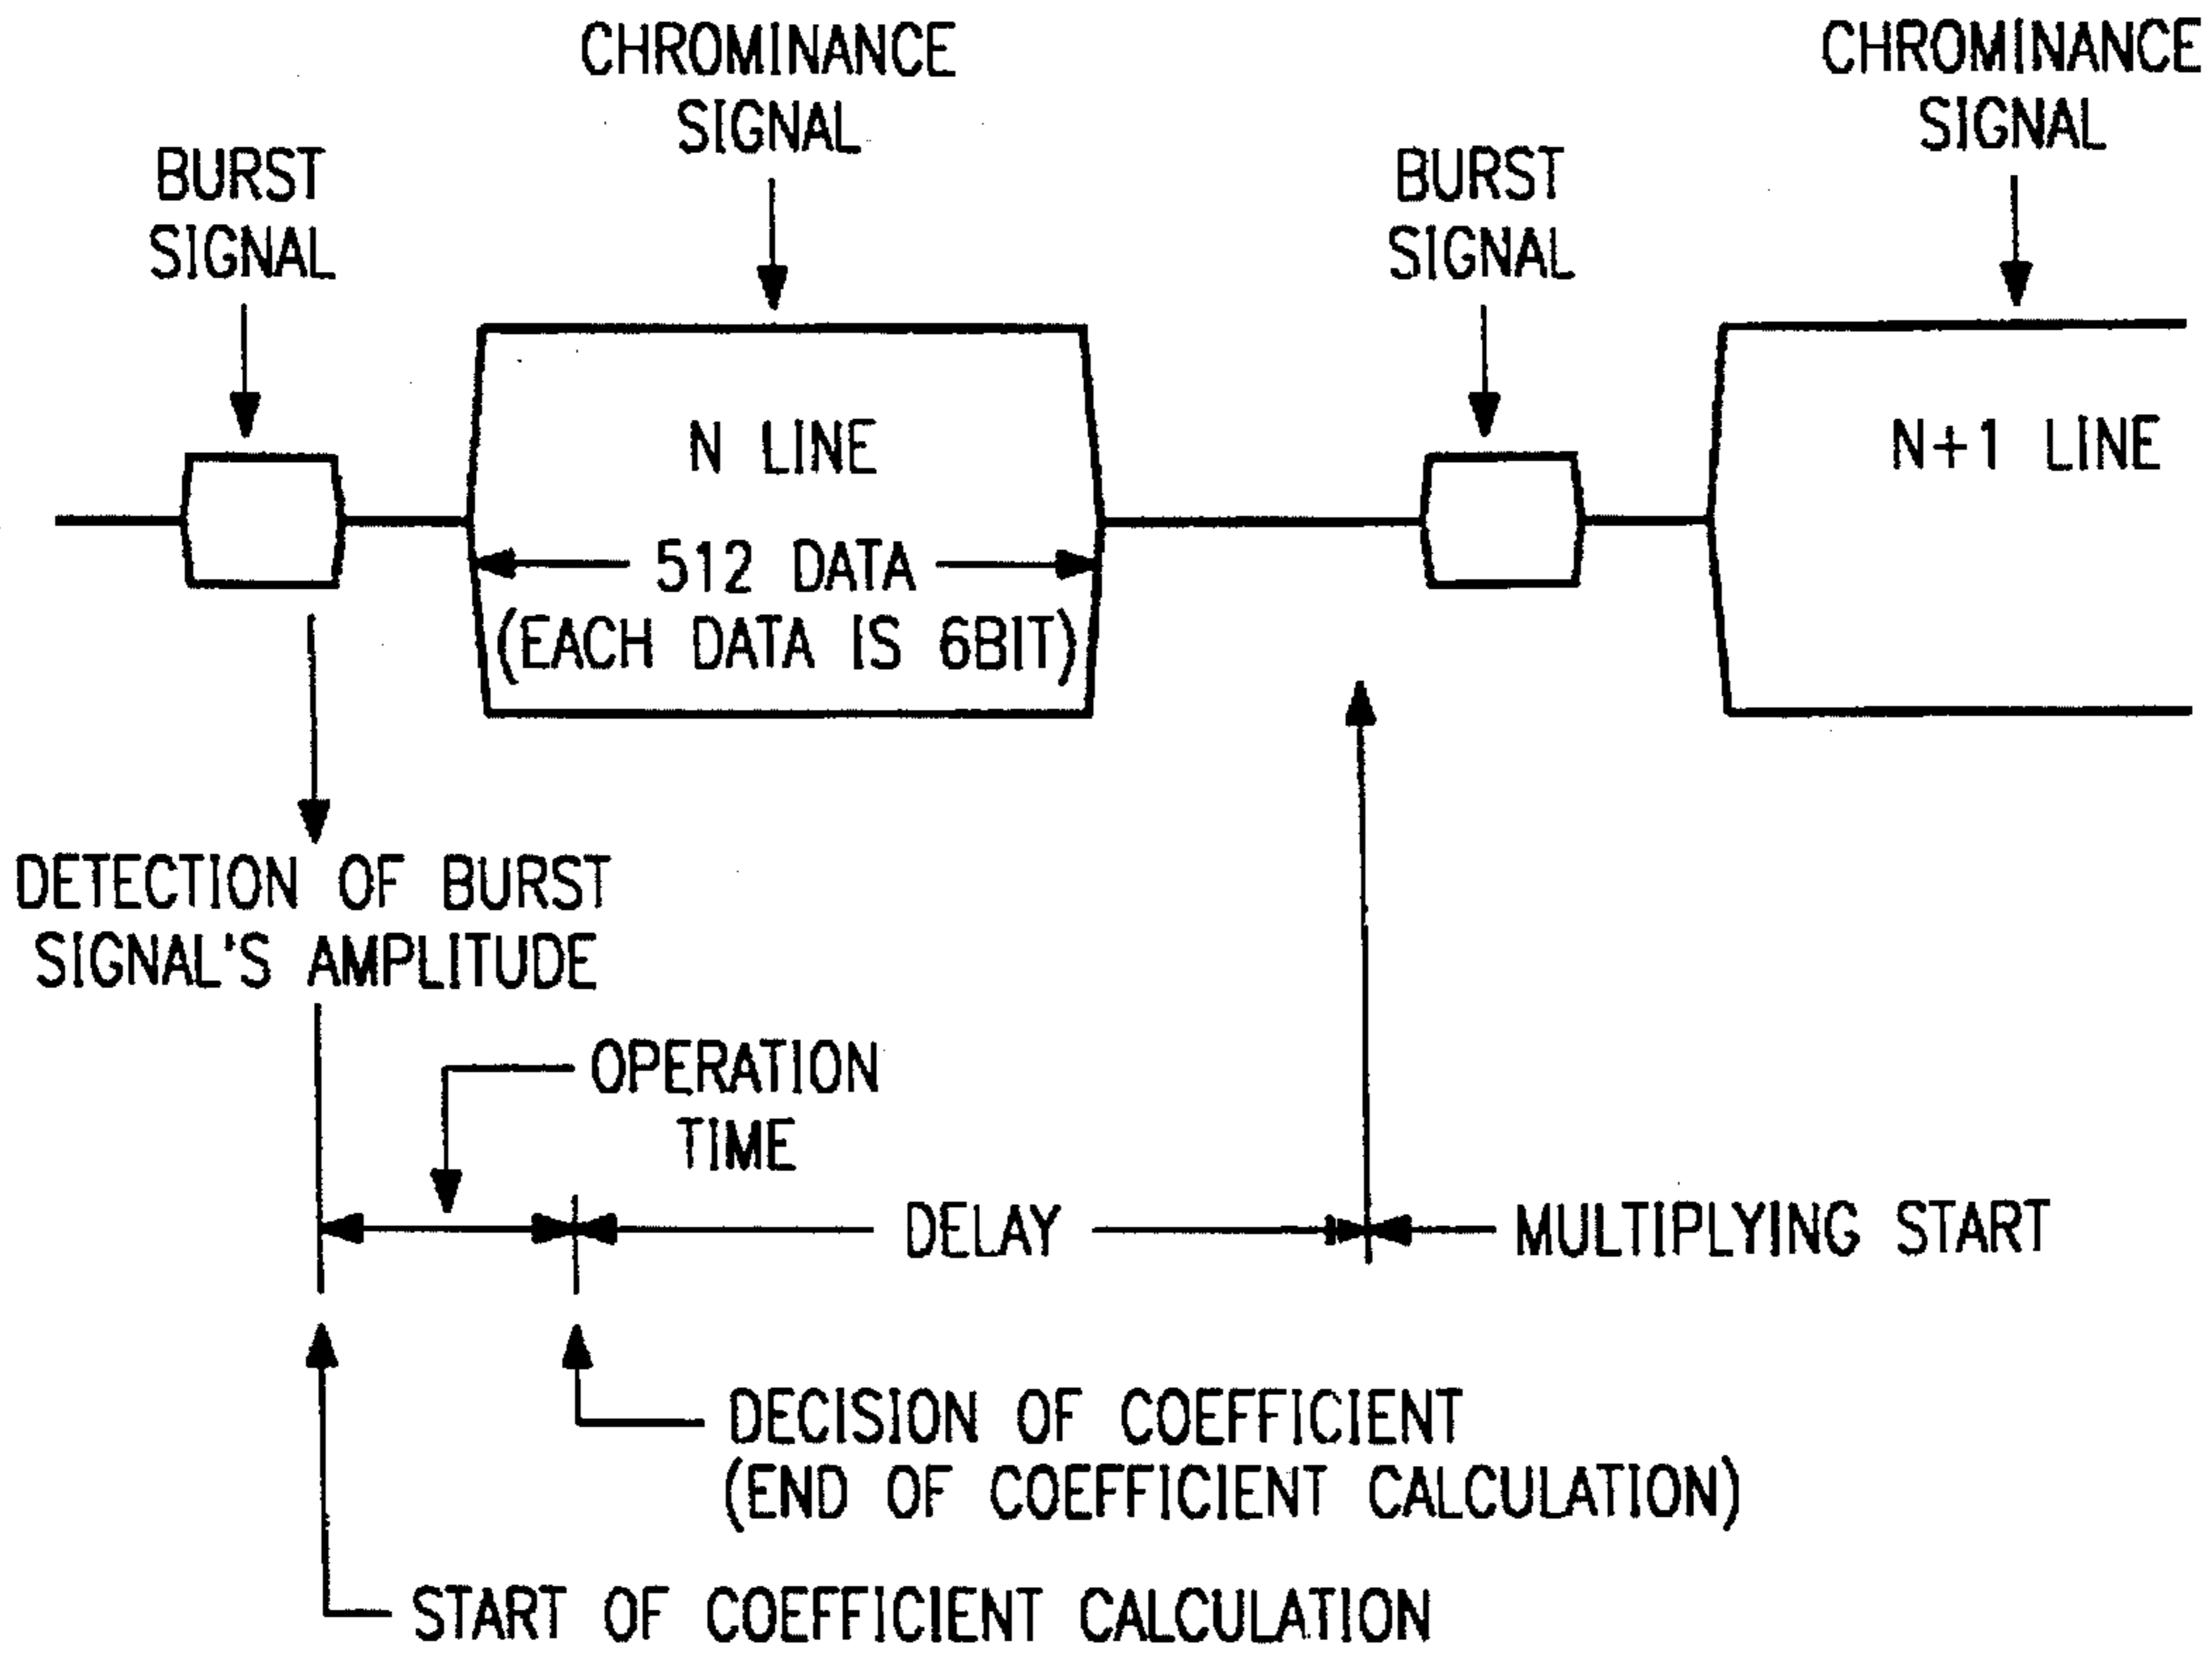 CHROMINANCE
SIGNAL
CHROMINANCE
SIGNAL
BURST
SIGNAL
BURST
SIGNAL
N LINE
N+1 LINE
512 DATA
(EACH DATA IS 6BIT)
DETECTION OF BURST
SIGNAL'S AMPLITUDE
OPERATION
TIME
DELAY
MULTIPLYING START
DECISION OF COEFFICIENT
(END OF COEFFICIENT CALCULATION)
START OF COEFFICIENT CALCULATION